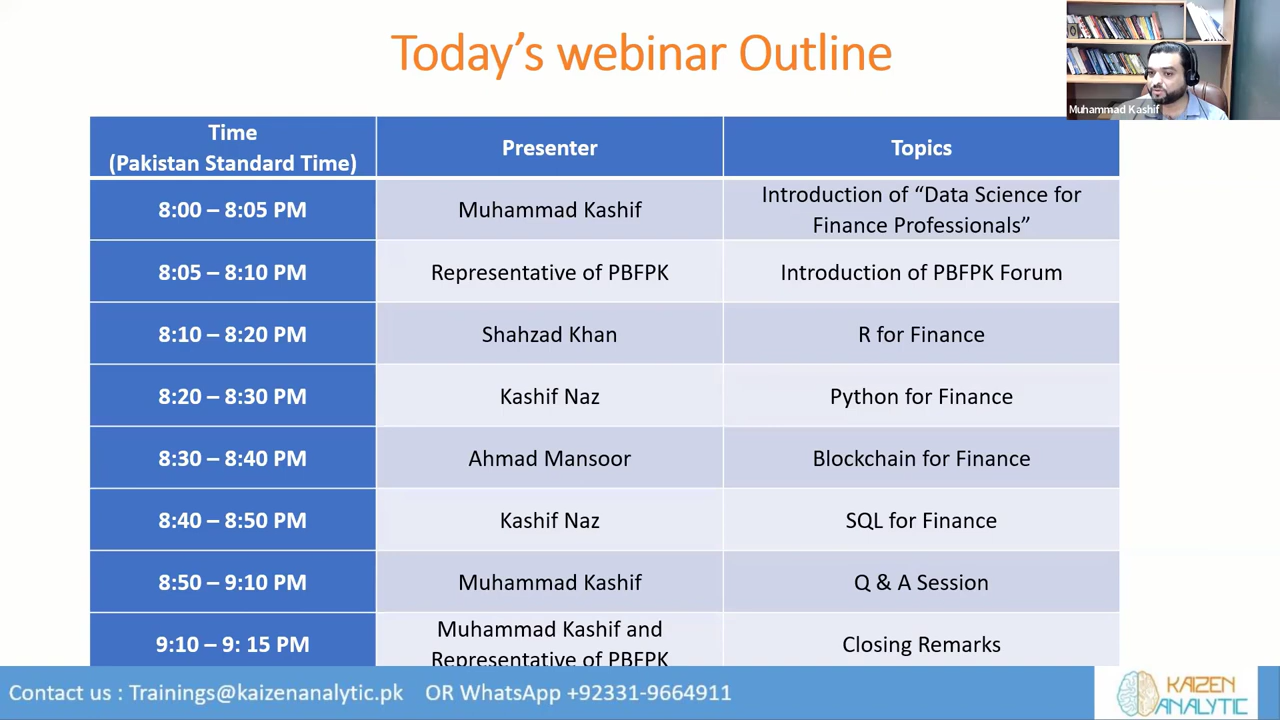 Today's webinar Outline
Muhammad Kashif
Time
(Pakistan Standard Time)
Presenter
Topics
8:00 – 8:05 PM
Muhammad Kashif
Introduction of “Data Science for
Finance Professionals”
8:05 – 8:10 PM
Representative of PBFPK
Introduction of PBFPK Forum
8:10 – 8:20 PM
Shahzad Khan
R for Finance
8:20 – 8:30 PM
Kashif Naz
Python for Finance
8:30 – 8:40 PM
Ahmad Mansoor
Blockchain for Finance
8:40 – 8:50 PM
Kashif Naz
SQL for Finance
8:50 – 9:10 PM
Muhammad Kashif
Q & A Session
9:10 – 9: 15 PM
Muhammad Kashif and
Representative of PBFPK
Closing Remarks
Contact us : Trainings@kaizenanalytic.pk OR WhatsApp +92331-9664911
KAIZEN
ANALYTIC